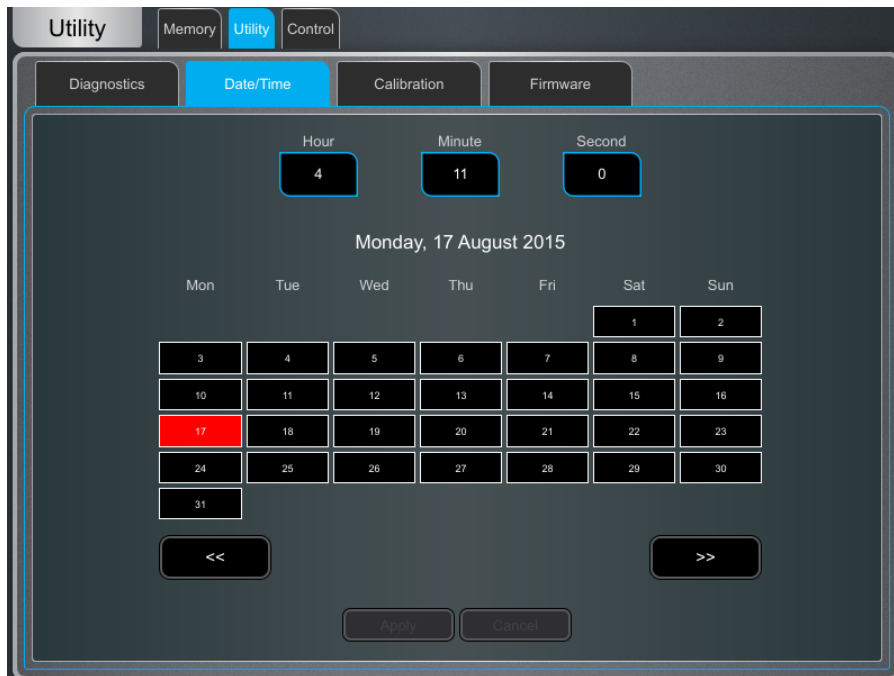 Utility Memory Utility Control
Diagnostics Date/Time Calibration Firmware
Hour Minute Second
4 11 0
Monday, 17 August 2015
Mon Tue Wed Thu Fri Sat Sun
1 2
3 4 5 6 7 8 9
10 11 12 13 14 15 16
17 18 19 20 21 22 23
24 25 26 27 28 29 30
31
<< >>
Apply Cancel